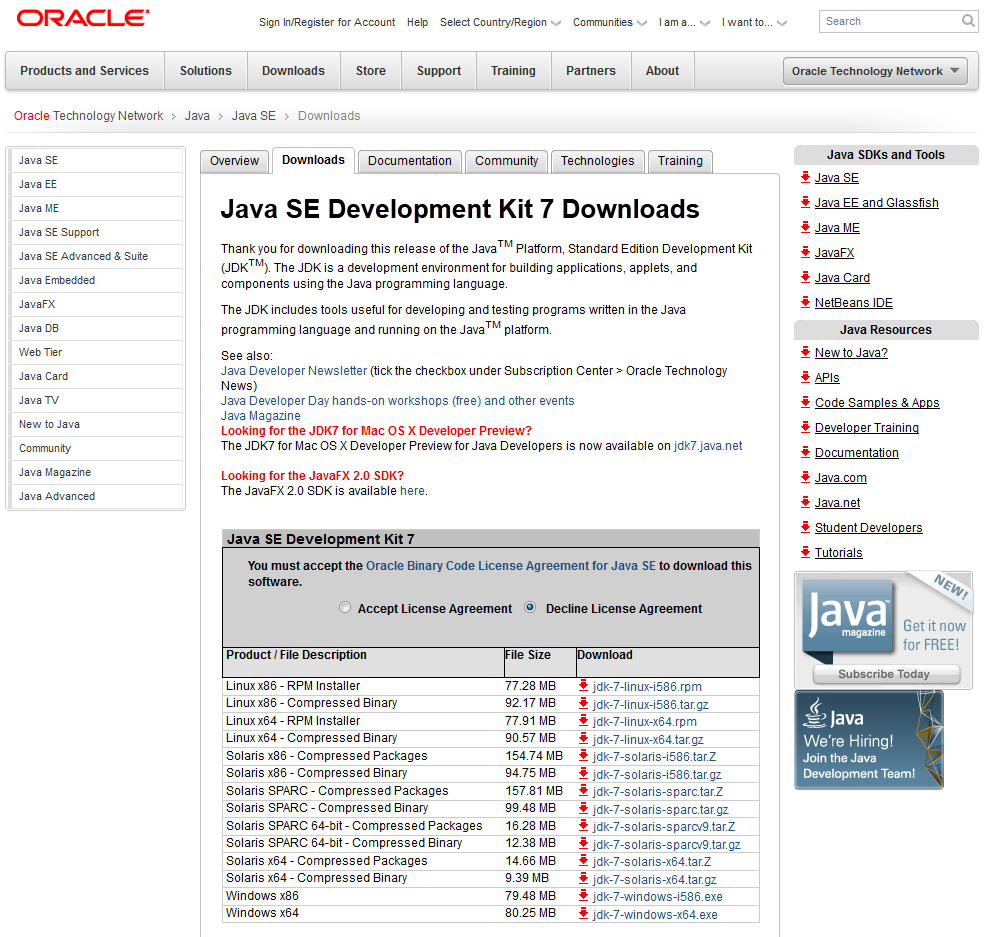 ORACLE
Sign In/Register for Account Help Select Country/Region Communities I am a... I want to... Search
Products and Services Solutions Downloads Store Support Training Partners About Oracle Technology Network
Oracle Technology Network > Java > Java SE > Downloads
Java SE
Java EE
Java ME
Java SE Support
Java SE Advanced & Suite
Java Embedded
JavaFX
Java DB
Web Tier
Java Card
Java TV
New to Java
Community
Java Magazine
Java Advanced
Overview Downloads Documentation Community Technologies Training
Java SE Development Kit 7 Downloads
Thank you for downloading this release of the Java™ Platform, Standard Edition Development Kit
(JDK™). The JDK is a development environment for building applications, applets, and
components using the Java programming language.
The JDK includes tools useful for developing and testing programs written in the Java
programming language and running on the Java™ platform.
See also:
Java Developer Newsletter (tick the checkbox under Subscription Center > Oracle Technology
News)
Java Developer Day hands-on workshops (free) and other events
Java Magazine
Looking for the JDK7 for Mac OS X Developer Preview?
The JDK7 for Mac OS X Developer Preview for Java Developers is now available on jdk7.java.net
Looking for the JavaFX 2.0 SDK?
The JavaFX 2.0 SDK is available here.
Java SE Development Kit 7
You must accept the Oracle Binary Code License Agreement for Java SE to download this
software.
Accept License Agreement Decline License Agreement
Product / File Description File Size Download
Linux x86 - RPM Installer 77.28 MB jdk-7-linux-i586.rpm
Linux x86 - Compressed Binary 92.17 MB jdk-7-linux-i586.tar.gz
Linux x64 - RPM Installer 77.91 MB jdk-7-linux-x64.rpm
Linux x64 - Compressed Binary 90.57 MB jdk-7-linux-x64.tar.gz
Solaris x86 - Compressed Packages 154.74 MB jdk-7-solaris-i586.tar.Z
Solaris x86 - Compressed Binary 94.75 MB jdk-7-solaris-i586.tar.gz
Solaris SPARC - Compressed Packages 157.81 MB jdk-7-solaris-sparc.tar.Z
Solaris SPARC - Compressed Binary 99.48 MB jdk-7-solaris-sparc.tar.gz
Solaris SPARC 64-bit - Compressed Packages 16.28 MB jdk-7-solaris-sparcv9.tar.Z
Solaris SPARC 64-bit - Compressed Binary 12.38 MB jdk-7-solaris-sparcv9.tar.gz
Solaris x64 - Compressed Packages 14.66 MB jdk-7-solaris-x64.tar.Z
Solaris x64 - Compressed Binary 9.39 MB jdk-7-solaris-x64.tar.gz
Windows x86 79.48 MB jdk-7-windows-i586.exe
Windows x64 80.25 MB jdk-7-windows-x64.exe
Java SDKs and Tools
Java SE
Java EE and Glassfish
Java ME
JavaFX
Java Card
NetBeans IDE
Java Resources
New to Java?
APIs
Code Samples & Apps
Developer Training
Documentation
Java.com
Java.net
Student Developers
Tutorials
NEW!
Java™
magazine
Get it now
for FREE!
Subscribe Today
Java
We're Hiring!
Join the Java
Development Team!